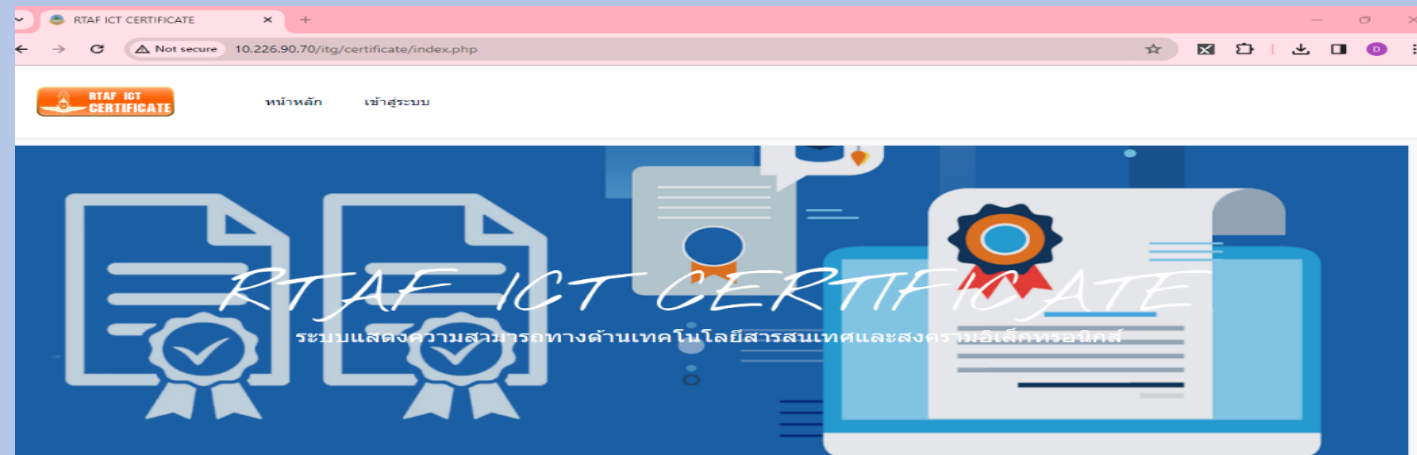 RTAF ICT CERTIFICATE
Not secure 10.226.90.70/itg/certificate/index.php
D
RTAF ICT
CERTIFICATE
หน้าหลัก เข้าสู่ระบบ
RTAF ICT CERTIFICATE
ระบบแสดงความสามารถทางด้านเทคโนโลยีสารสนเทศและสงครามอิเล็กทรอนิกส์